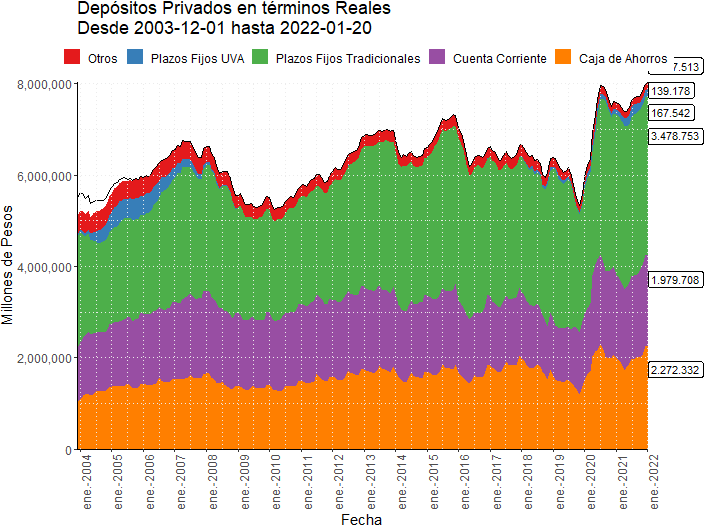 Depósitos Privados en términos Reales
Desde 2003-12-01 hasta 2022-01-20
Otros
Plazos Fijos UVA
Plazos Fijos Tradicionales
Cuenta Corriente
Caja de Ahorros
7.513
139.178
167.542
3.478.753
1.979.708
2.272.332
8,000,000
6,000,000
4,000,000
2,000,000
0
Millones de Pesos
ene.-2004
ene.-2005
ene.-2006
ene.-2007
ene.-2008
ene.-2009
ene.-2010
ene.-2011
ene.-2012
ene.-2013
ene.-2014
ene.-2015
ene.-2016
ene.-2017
ene.-2018
ene.-2019
ene.-2020
ene.-2021
ene.-2022
Fecha